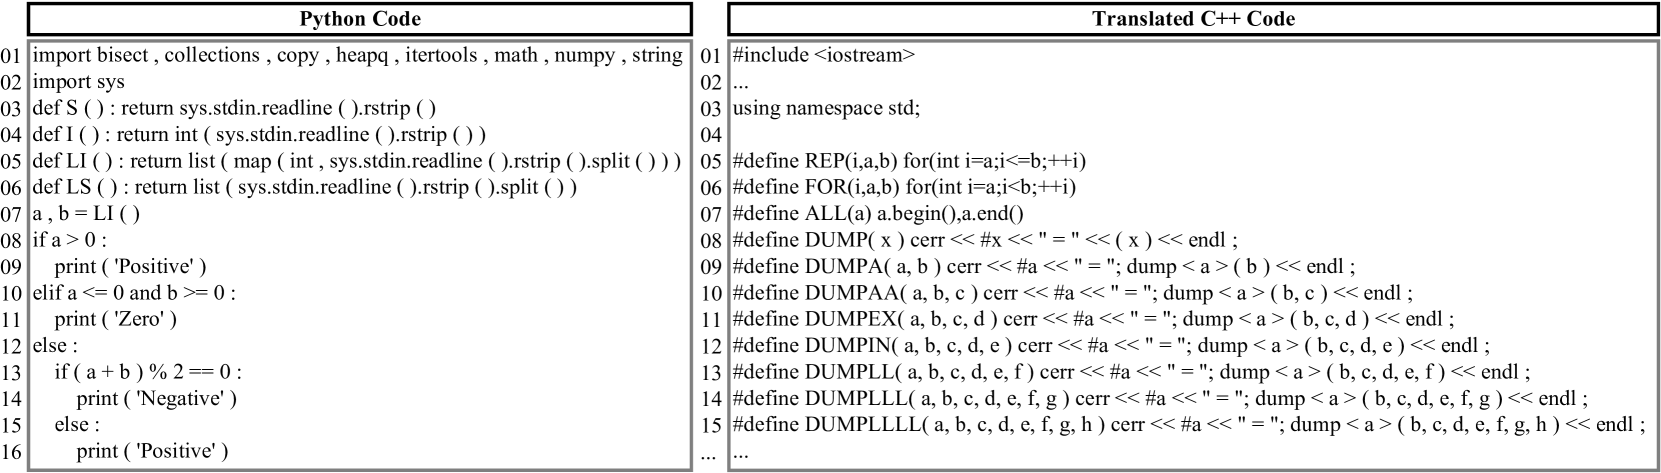 Python Code
01 import bisect , collections , copy , heapq , itertools , math , numpy , string
02 import sys
03 def S ( ) : return sys.stdin.readline ( ).rstrip ( )
04 def I ( ) : return int ( sys.stdin.readline ( ).rstrip ( ) )
05 def LI ( ) : return list ( map ( int , sys.stdin.readline ( ).rstrip ( ).split ( ) ) )
06 def LS ( ) : return list ( sys.stdin.readline ( ).rstrip ( ).split ( ) )
07 a , b = LI ( )
08 if a > 0 :
09     print ( 'Positive' )
10 elif a <= 0 and b >= 0 :
11     print ( 'Zero' )
12 else :
13     if ( a + b ) % 2 == 0 :
14         print ( 'Negative' )
15     else :
16         print ( 'Positive' )
Translated C++ Code
01 #include <iostream>
02 ...
03 using namespace std;
04
05 #define REP(i,a,b) for(int i=a;i<=b;++i)
06 #define FOR(i,a,b) for(int i=a;i<b;++i)
07 #define ALL(a) a.begin(),a.end()
08 #define DUMP( x ) cerr << #x << " = " << ( x ) << endl ;
09 #define DUMPA( a, b ) cerr << #a << " = "; dump < a > ( b ) << endl ;
10 #define DUMPAA( a, b, c ) cerr << #a << " = "; dump < a > ( b, c ) << endl ;
11 #define DUMPEX( a, b, c, d ) cerr << #a << " = "; dump < a > ( b, c, d ) << endl ;
12 #define DUMPIN( a, b, c, d, e ) cerr << #a << " = "; dump < a > ( b, c, d, e ) << endl ;
13 #define DUMPLL( a, b, c, d, e, f ) cerr << #a << " = "; dump < a > ( b, c, d, e, f ) << endl ;
14 #define DUMPLLL( a, b, c, d, e, f, g ) cerr << #a << " = "; dump < a > ( b, c, d, e, f, g ) << endl ;
15 #define DUMPLLLL( a, b, c, d, e, f, g, h ) cerr << #a << " = "; dump < a > ( b, c, d, e, f, g, h ) << endl ;
... ...